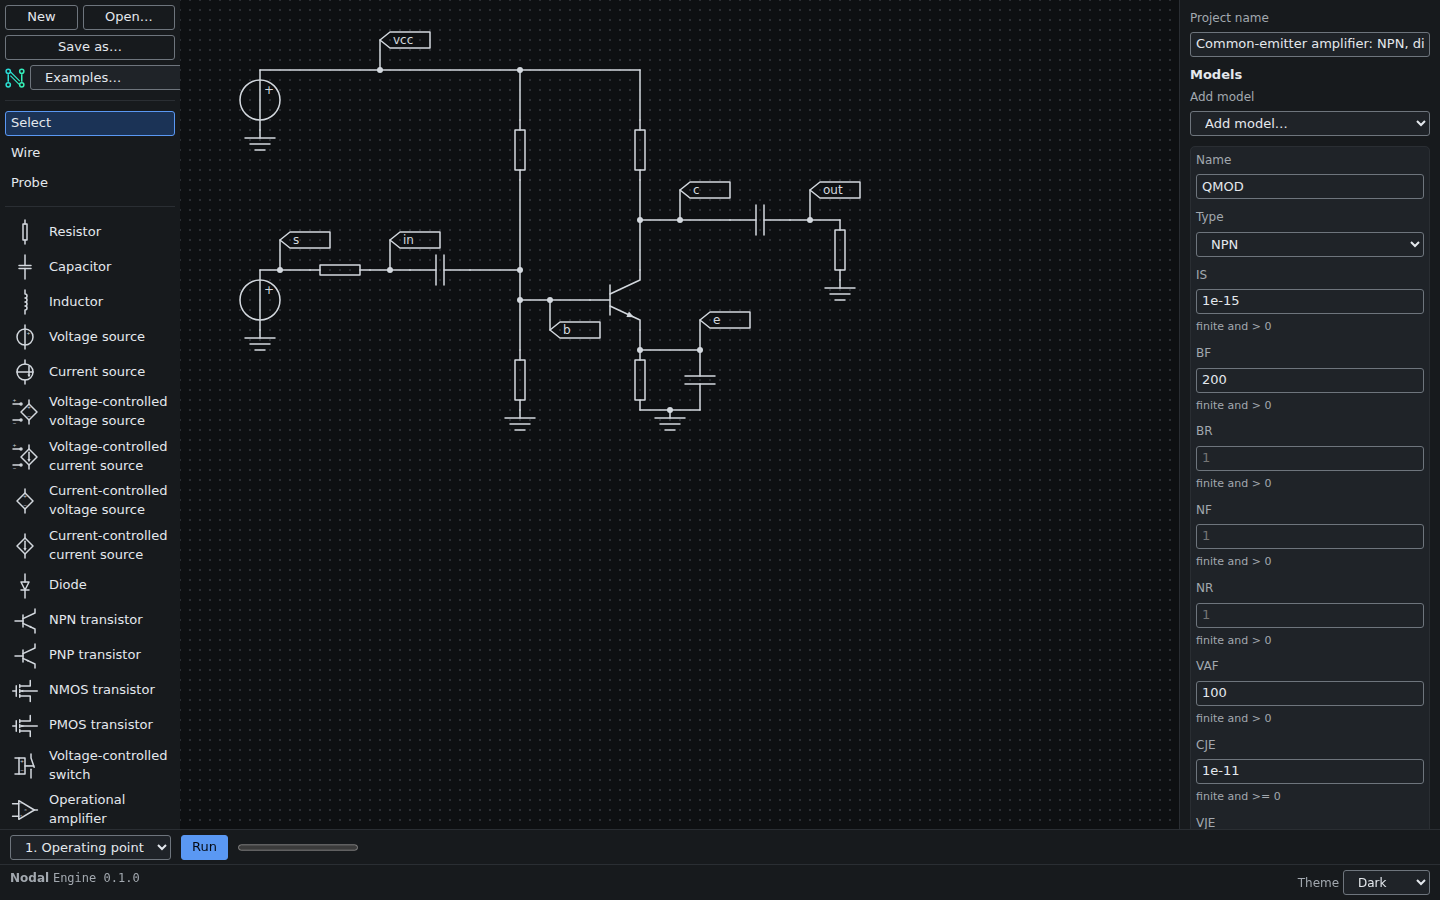 New
Open...
Save as...
Examples...
Select
Wire
Probe
Resistor
Capacitor
Inductor
Voltage source
Current source
Voltage-controlled
voltage source
Voltage-controlled
current source
Current-controlled
voltage source
Current-controlled
current source
Diode
NPN transistor
PNP transistor
NMOS transistor
PMOS transistor
Voltage-controlled
switch
Operational
amplifier
vcc
+
c
out
s
in
+
b
e
Project name
Common-emitter amplifier: NPN, di
Models
Add model
Add model...
Name
QMOD
Type
NPN
IS
1e-15
finite and > 0
BF
200
finite and > 0
BR
1
finite and > 0
NF
1
finite and > 0
NR
1
finite and > 0
VAF
100
finite and > 0
CJE
1e-11
finite and >= 0
VJE
1. Operating point
Run
Nodal Engine 0.1.0
Theme
Dark